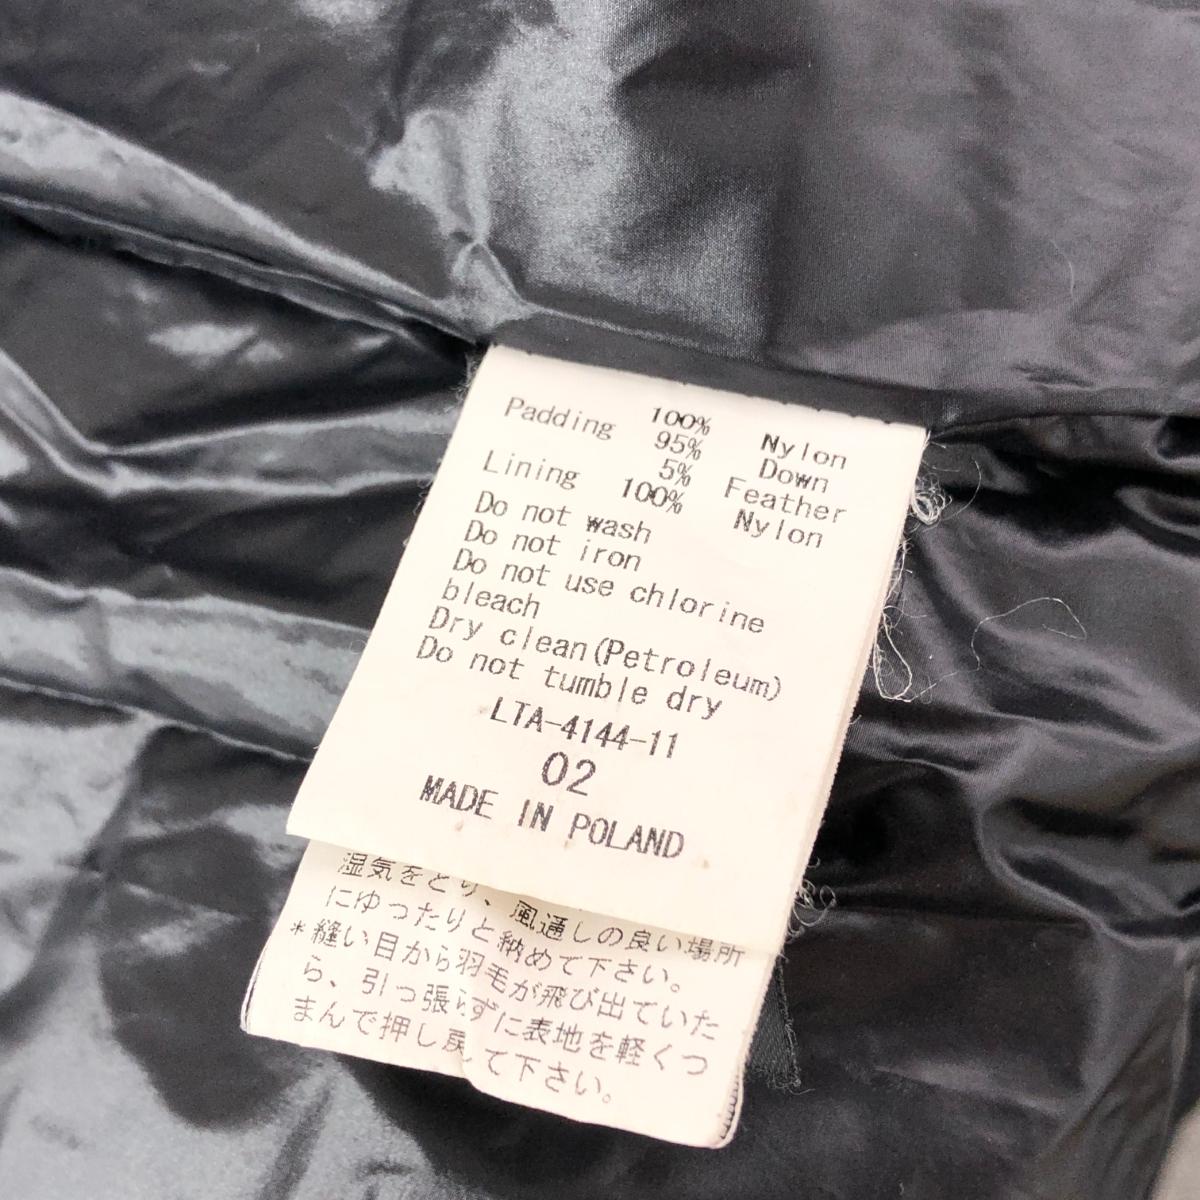 100% Nylon
Padding 95% Down
5% Feather
Lining 100% Nylon
Do not wash
Do not iron
Do not use chlorine
bleach
Dry clean(Petroleum)
Do not tumble dry
LTA-4144-11
02
MADE IN POLAND
湿気をとり、風通しの良い場所
にゆったりと納めて下さい。
*縫い目から羽毛が飛び出ていた
ら、引っ張らずに表地を軽くつ
まんで押し戻して下さい。